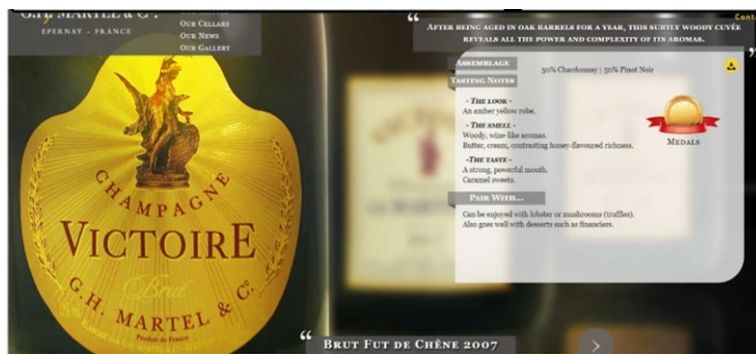 G.H. MARTEL & Cº.
EPERNAY - FRANCE
OUR CELLARS
OUR NEWS
OUR GALLERY
CHAMPAGNE
VICTOIRE
Brut
G.H. MARTEL & Cº
Produit de France
“ AFTER BEING AGED IN OAK BARRELS FOR A YEAR, THIS SUBTLY WOODY CUVÉE
REVEALS ALL THE POWER AND COMPLEXITY OF ITS AROMAS. ”
ASSEMBLAGE
50% Chardonnay | 50% Pinot Noir
TASTING NOTES
- THE LOOK -
An amber yellow robe.
- THE SMELL -
Woody, wine-like aromas.
Butter, cream, contrasting honey-flavoured richness.
-THE TASTE -
A strong, powerful mouth.
Caramel sweets.
MEDALS
PAIR WITH...
Can be enjoyed with lobster or mushrooms (truffles).
Also goes well with desserts such as financiers.
“ BRUT FUT DE CHÊNE 2007